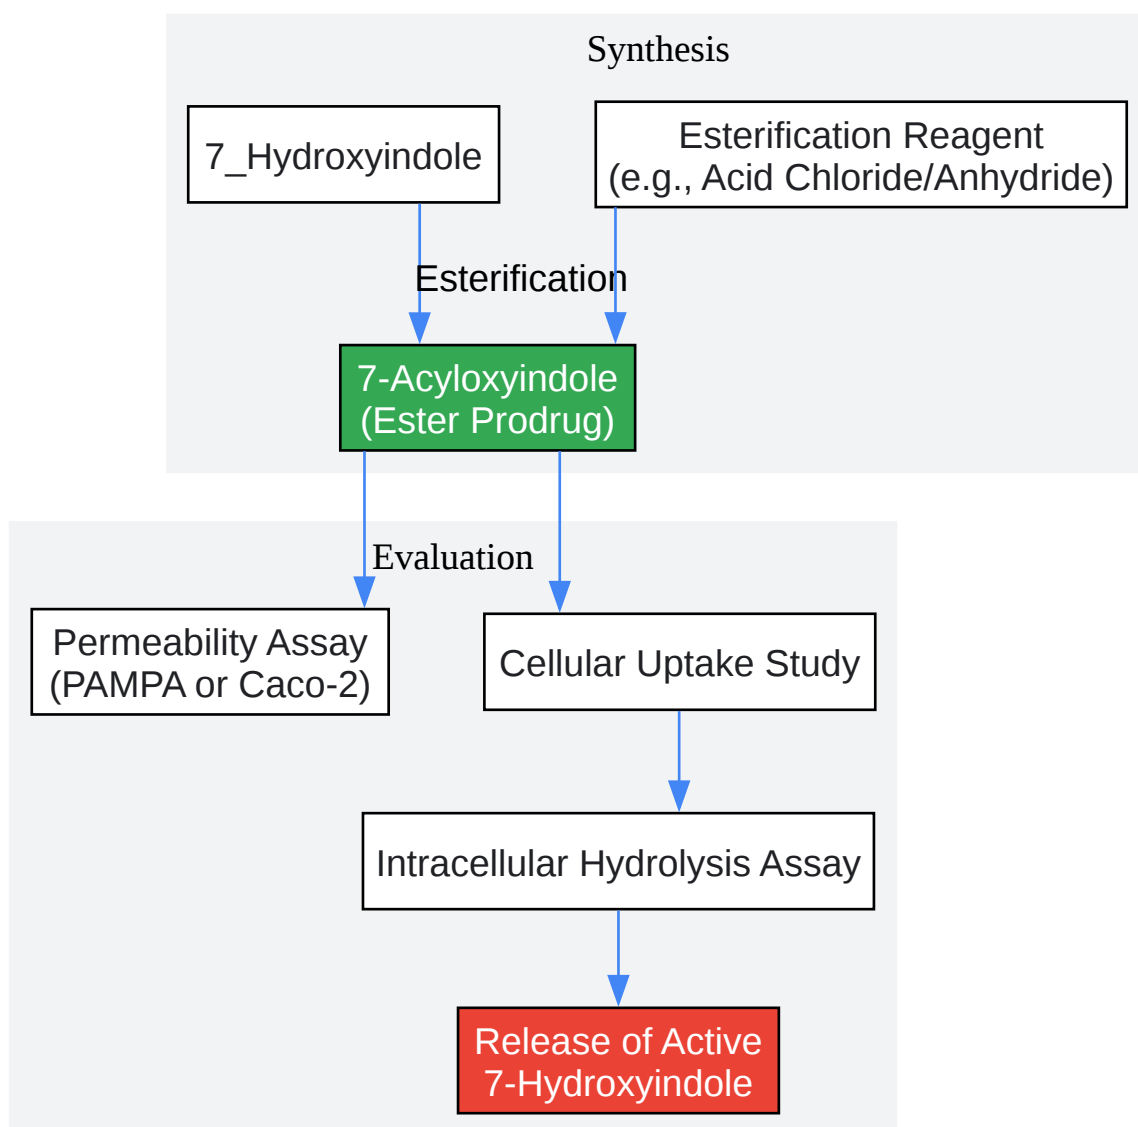 Synthesis
7_Hydroxyindole
Esterification Reagent
(e.g., Acid Chloride/Anhydride)
Esterification
7-Acyloxyindole
(Ester Prodrug)
Evaluation
Permeability Assay
(PAMPA or Caco-2)
Cellular Uptake Study
Intracellular Hydrolysis Assay
Release of Active
7-Hydroxyindole